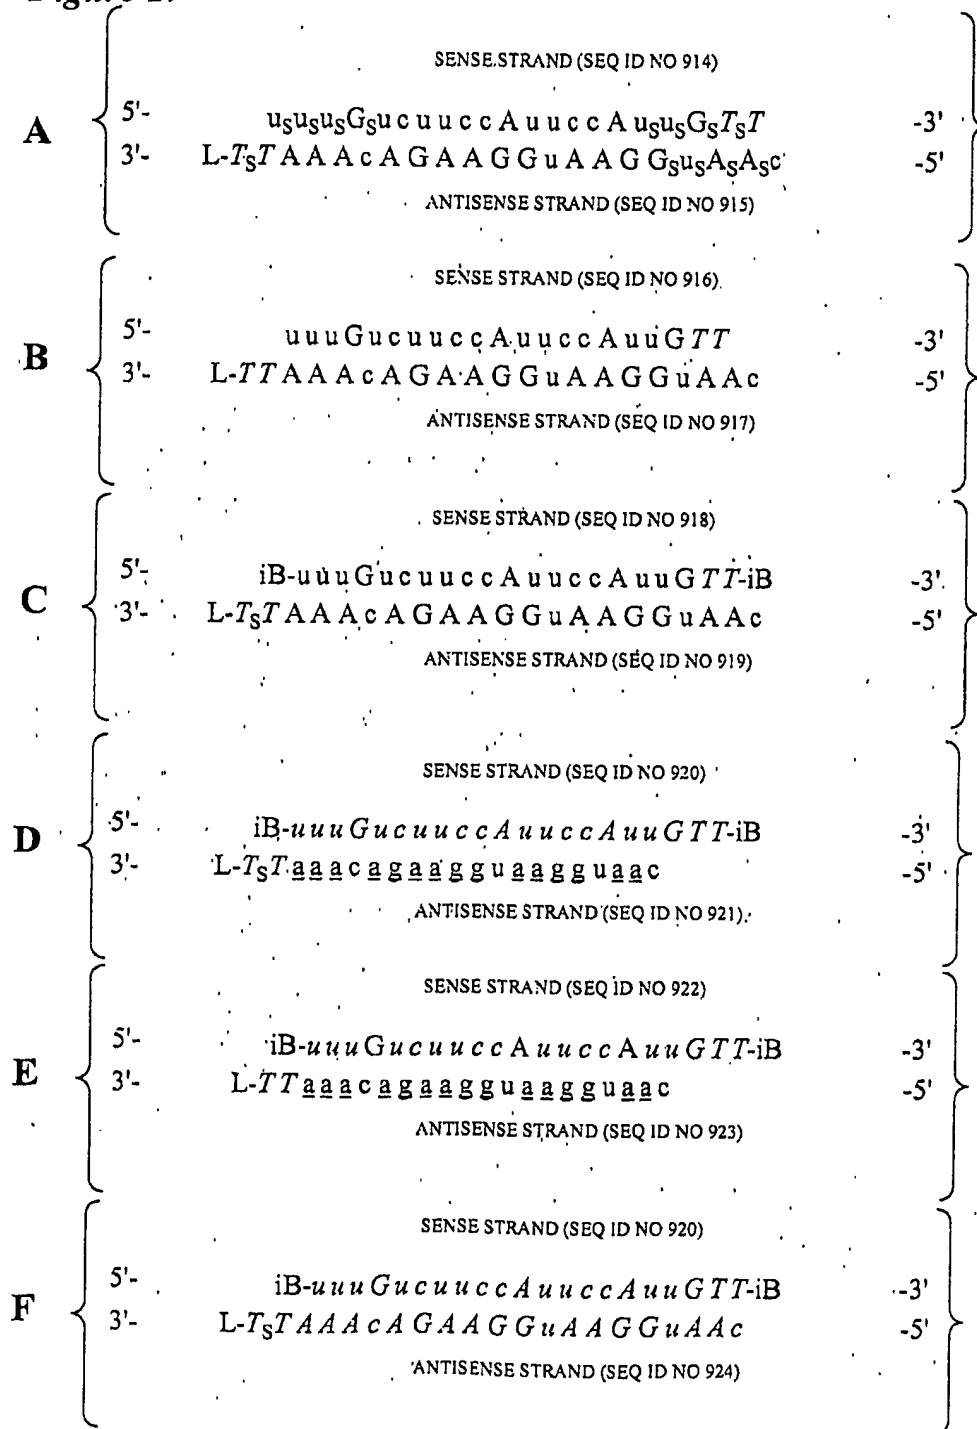 A
SENSE STRAND (SEQ ID NO 914)
5'- usususGsucuuccAuuccAususGsTsT -3'
3'- L-TsTAAAcAGAAGGuAAGGsusAsAsc -5'
ANTISENSE STRAND (SEQ ID NO 915)
B
SENSE STRAND (SEQ ID NO 916)
5'- uuuGucuuccAuuccAuuGTT -3'
3'- L-TTAAAcAGAAGGuAAGGuAAc -5'
ANTISENSE STRAND (SEQ ID NO 917)
C
SENSE STRAND (SEQ ID NO 918)
5'- iB-uuuGucuuccAuuccAuuGTT-iB -3'
3'- L-TsTAAAcAGAAGGuAAGGuAAc -5'
ANTISENSE STRAND (SEQ ID NO 919)
D
SENSE STRAND (SEQ ID NO 920)
5'- iB-uuuGucuuccAuuccAuuGTT-iB -3'
3'- L-TsTaaacagaagguaagguaac -5'
ANTISENSE STRAND (SEQ ID NO 921)
E
SENSE STRAND (SEQ ID NO 922)
5'- iB-uuuGucuuccAuuccAuuGTT-iB -3'
3'- L-TTaaacagaagguaagguaac -5'
ANTISENSE STRAND (SEQ ID NO 923)
F
SENSE STRAND (SEQ ID NO 920)
5'- iB-uuuGucuuccAuuccAuuGTT-iB -3'
3'- L-TsTAAAcAGAAGGuAAGGuAAc -5'
ANTISENSE STRAND (SEQ ID NO 924)